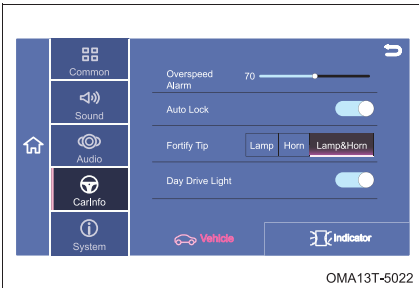 Common
Sound
Audio
CarInfo
System
Overspeed
Alarm
70
Auto Lock
Fortify Tip
Lamp Horn Lamp&Horn
Day Drive Light
Vehicle
Indicator
OMA13T-5022